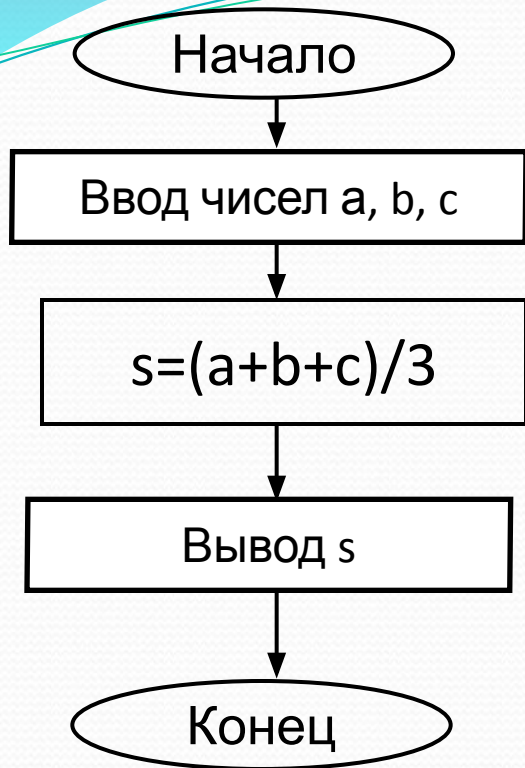 Начало
Ввод чисел a, b, c
s=(a+b+c)/3
Вывод s
Конец